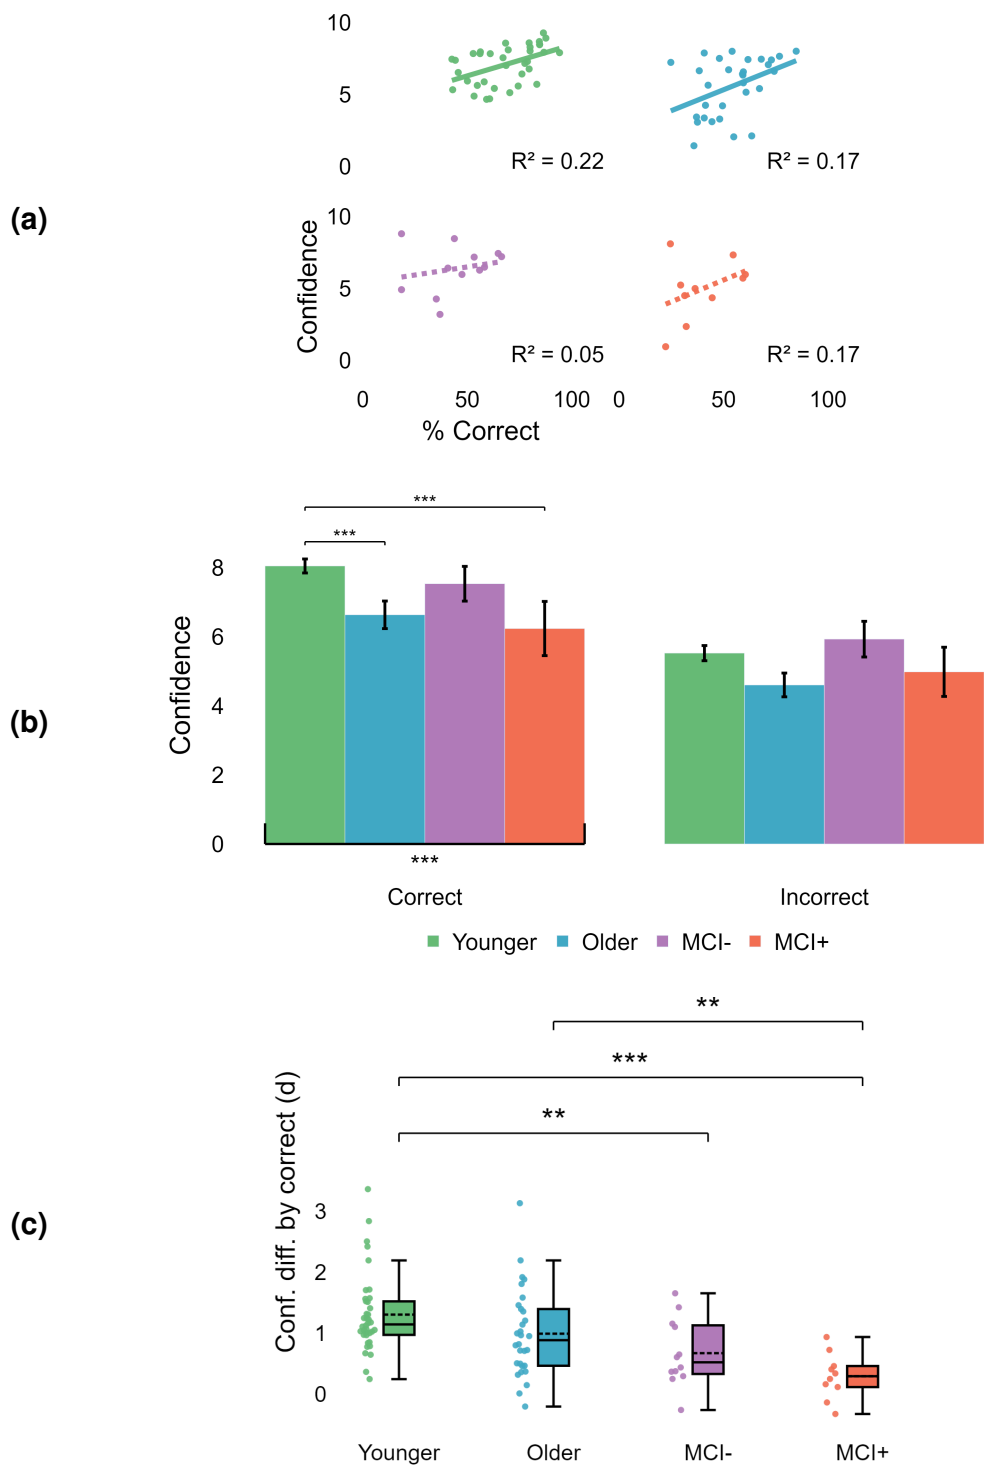 10
5
0
R² = 0.22
R² = 0.17
(a)
Confidence
10
5
0
R² = 0.05
R² = 0.17
0 50 100 0 50 100
% Correct
***
***
(b)
Confidence
8
6
4
2
0
***
Correct Incorrect
Younger Older MCI- MCI+
**
***
**
(c)
Conf. diff. by correct (d)
3
2
1
0
Younger Older MCI- MCI+